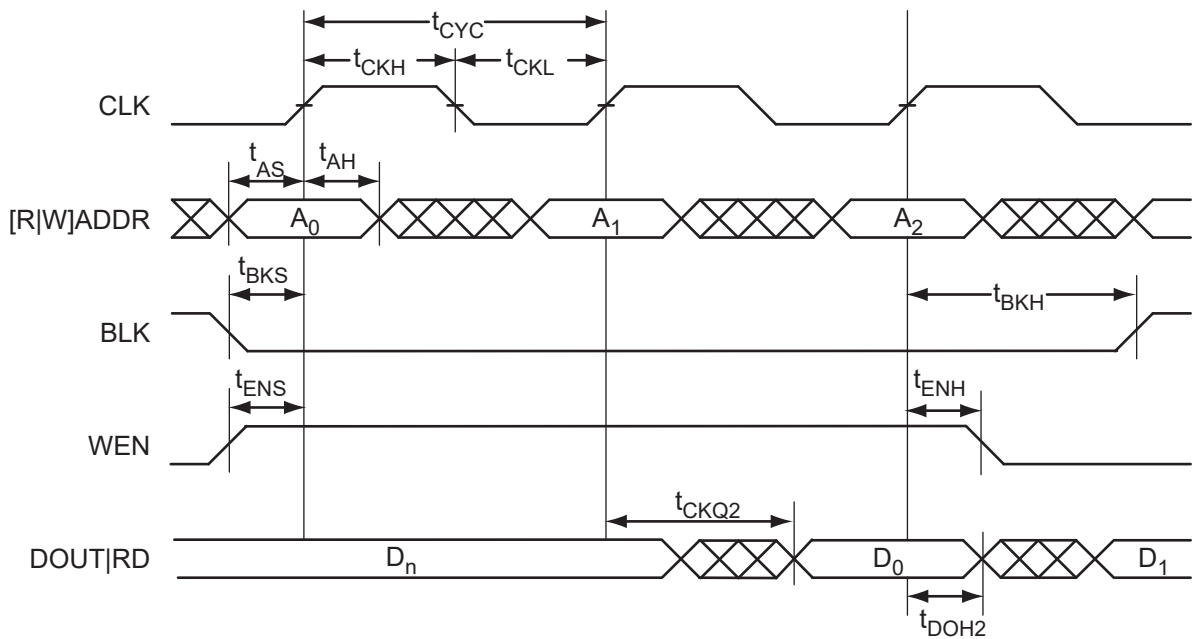 tCYC
tCKH
tCKL
CLK
tAS
tAH
[R|W]ADDR
A0
A1
A2
tBKS
tBKH
BLK
tENS
tENH
WEN
tCKQ2
DOUT|RD
Dn
D0
D1
tDOH2